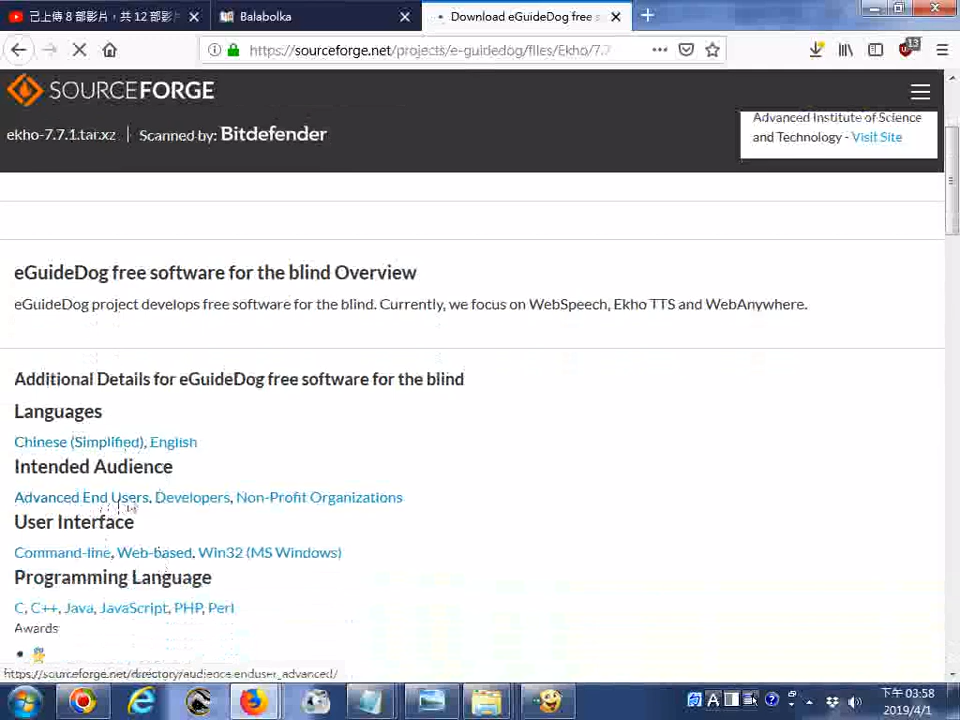 已上傳 8 部影片，共 12 部影片
Balabolka
Download eGuideDog free s
https://sourceforge.net/projects/e-guidedog/files/Ekho/7.7
13
SOURCEFORGE
ekho-7.7.1.tar.xz | Scanned by: Bitdefender
Advanced Institute of Science
and Technology - Visit Site
eGuideDog free software for the blind Overview
eGuideDog project develops free software for the blind. Currently, we focus on WebSpeech, Ekho TTS and WebAnywhere.
Additional Details for eGuideDog free software for the blind
Languages
Chinese (Simplified), English
Intended Audience
Advanced End Users, Developers, Non-Profit Organizations
User Interface
Command-line, Web-based, Win32 (MS Windows)
Programming Language
C, C++, Java, JavaScript, PHP, Perl
Awards
https://sourceforge.net/directory/audience:enduser_advanced/
A
下午 03:58
2019/4/1